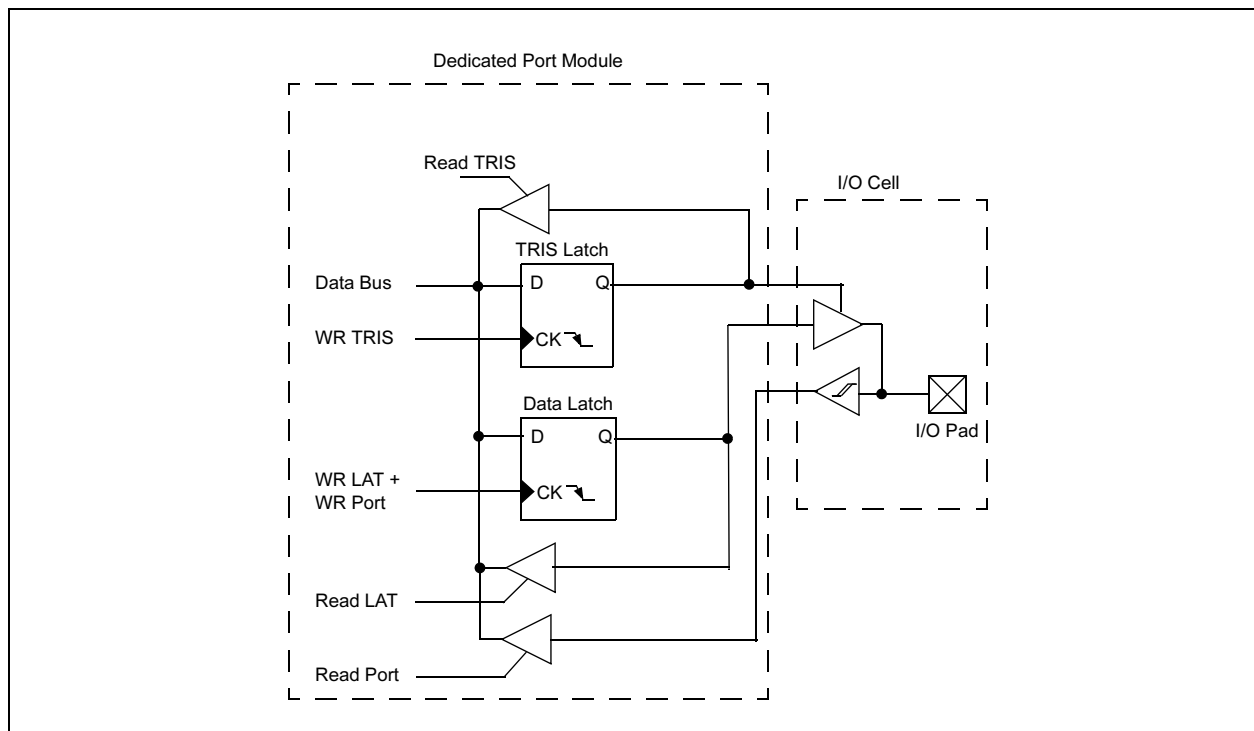 Dedicated Port Module
Read TRIS
I/O Cell
TRIS Latch
Data Bus
D
Q
WR TRIS
CK
Data Latch
I/O Pad
D
Q
WR LAT +
WR Port
CK
Read LAT
Read Port